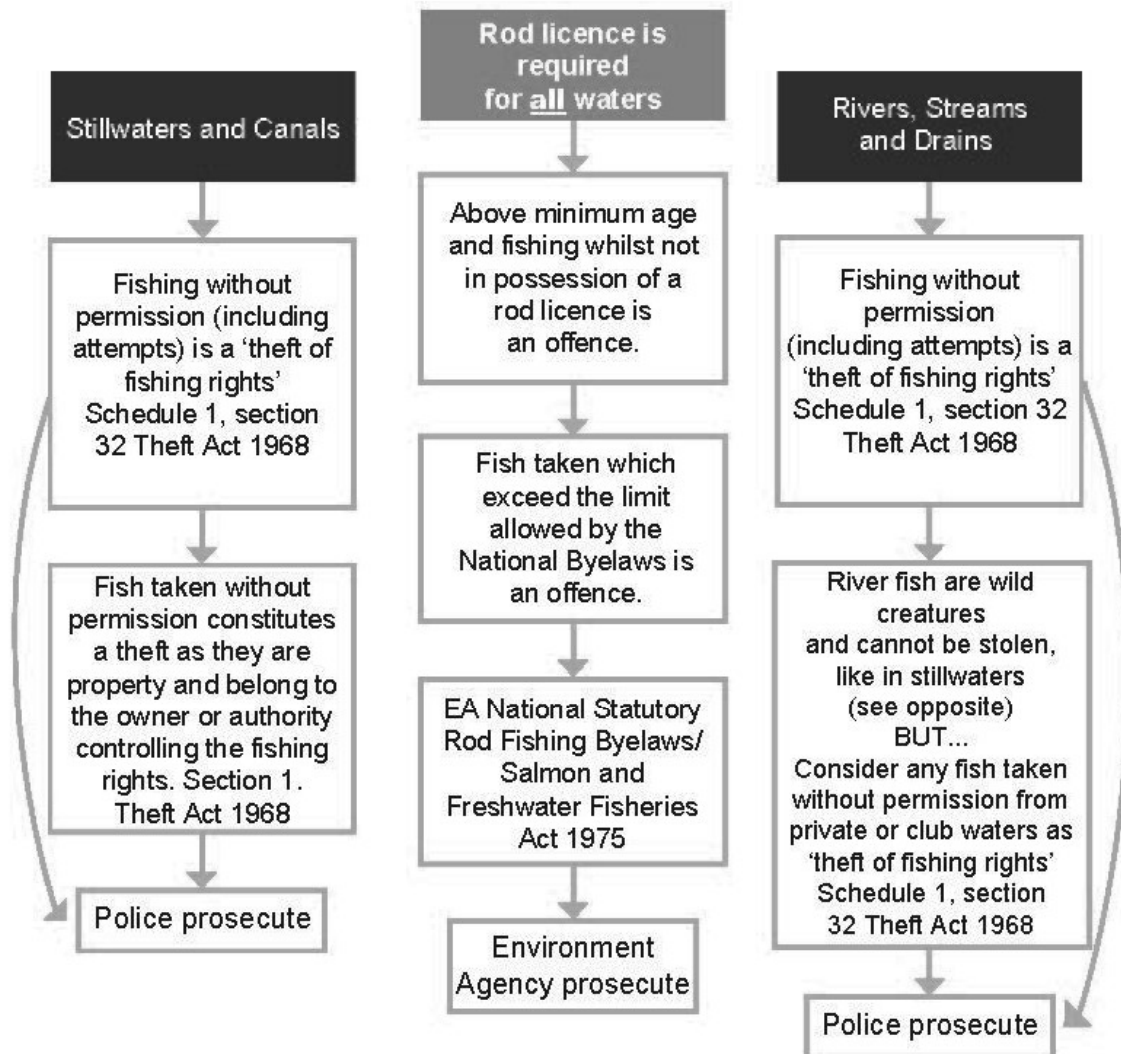 Stillwaters and Canals
Fishing without
permission (including
attempts) is a ‘theft of
fishing rights’
Schedule 1, section
32 Theft Act 1968
Fish taken without
permission constitutes
a theft as they are
property and belong to
the owner or authority
controlling the fishing
rights. Section 1.
Theft Act 1968
Police prosecute
Rod licence is
required
for all waters
Above minimum age
and fishing whilst not
in possession of a
rod licence is
an offence.
Fish taken which
exceed the limit
allowed by the
National Byelaws is
an offence.
EA National Statutory
Rod Fishing Byelaws/
Salmon and
Freshwater Fisheries
Act 1975
Environment
Agency prosecute
Rivers, Streams
and Drains
Fishing without
permission
(including attempts) is a
‘theft of fishing rights’
Schedule 1, section 32
Theft Act 1968
River fish are wild
creatures
and cannot be stolen,
like in stillwaters
(see opposite)
BUT...
Consider any fish taken
without permission from
private or club waters as
‘theft of fishing rights’
Schedule 1, section
32 Theft Act 1968
Police prosecute